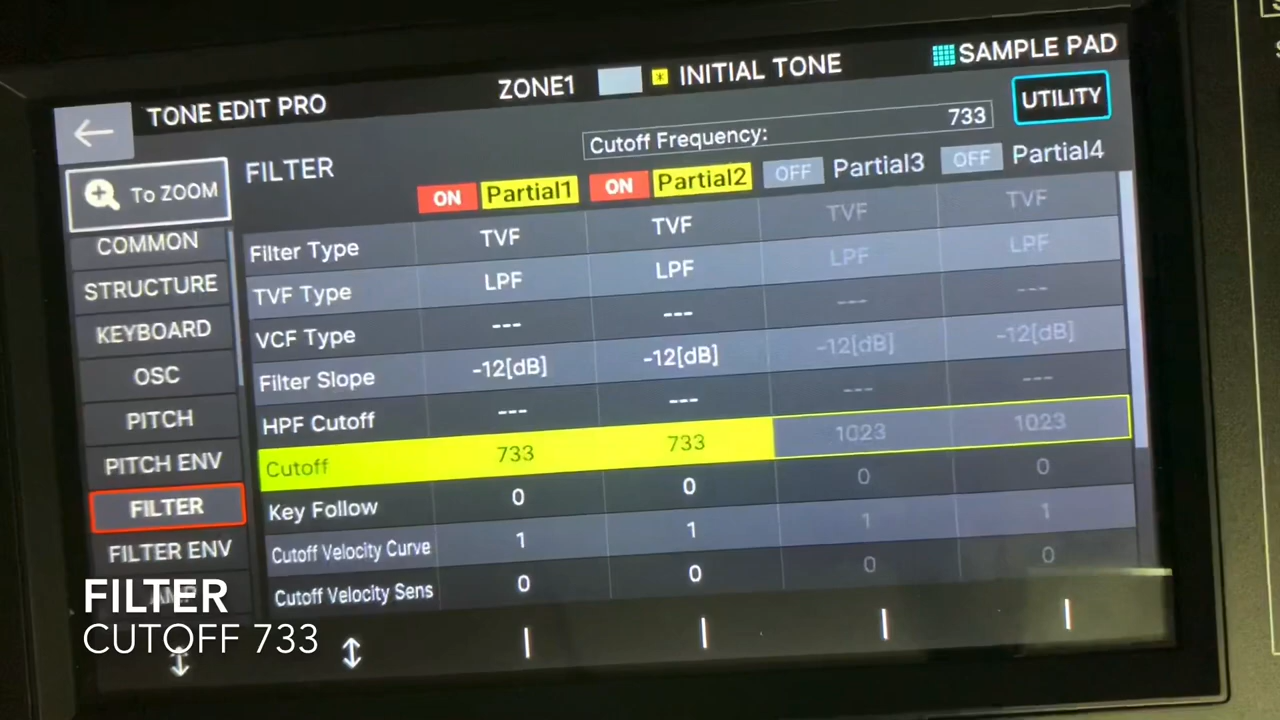 TONE EDIT PRO ZONE1 INITIAL TONE SAMPLE PAD
UTILITY
To ZOOM
FILTER
Cutoff Frequency: 733
ON Partial1 ON Partial2 OFF Partial3 OFF Partial4
COMMON
STRUCTURE
KEYBOARD
OSC
PITCH
PITCH ENV
FILTER
FILTER ENV
AMP
Filter Type TVF TVF TVF TVF
TVF Type LPF LPF LPF LPF
VCF Type --- --- --- ---
Filter Slope -12[dB] -12[dB] -12[dB] -12[dB]
HPF Cutoff --- --- --- ---
Cutoff 733 733 1023 1023
Key Follow 0 0 0 0
Cutoff Velocity Curve 1 1 1 1
Cutoff Velocity Sens 0 0 0 0
FILTER
CUTOFF 733